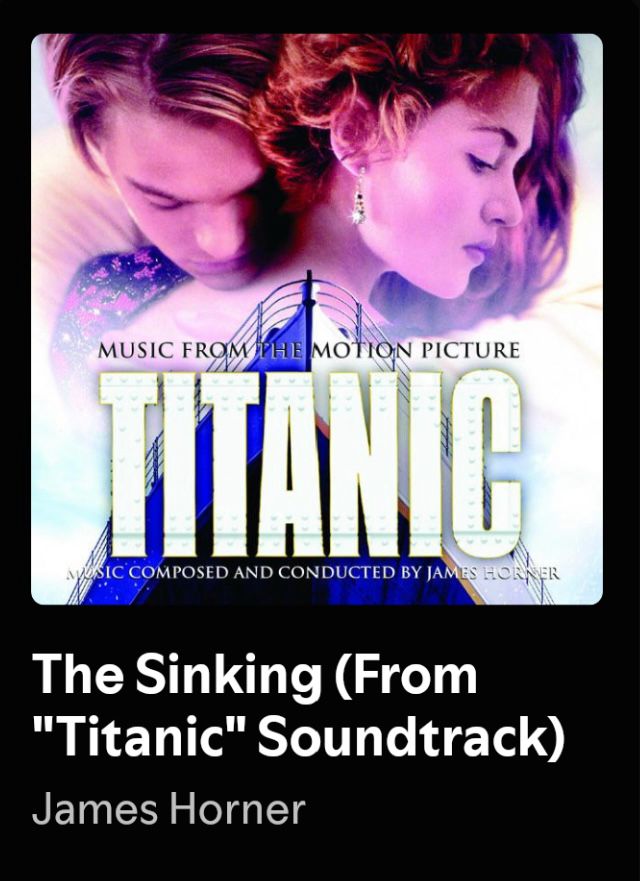 MUSIC FROM THE MOTION PICTURE
TITANIC
MUSIC COMPOSED AND CONDUCTED BY JAMES HORNER
The Sinking (From
"Titanic" Soundtrack)
James Horner